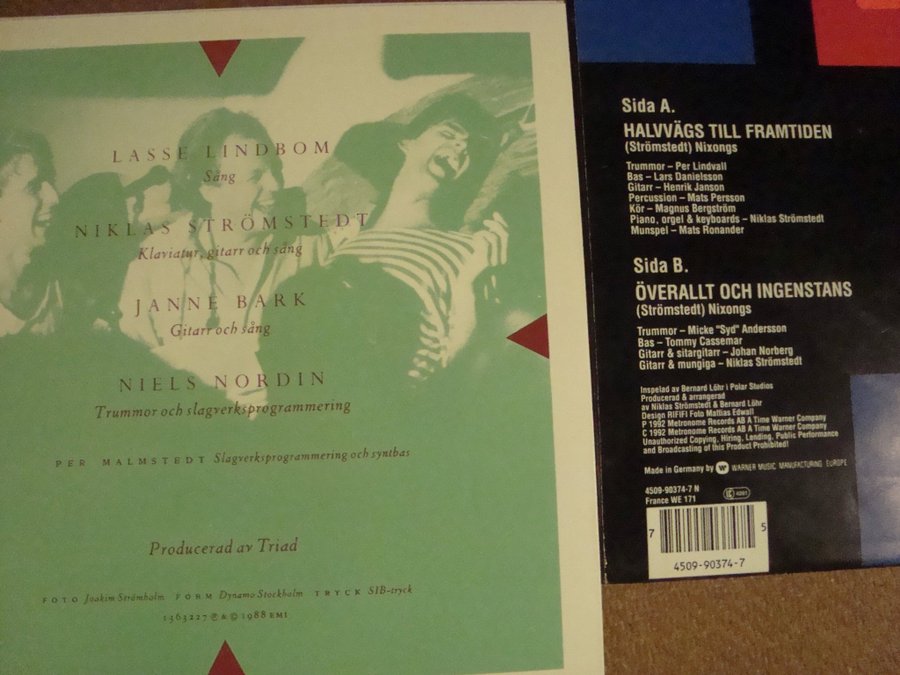 LASSE LINDBOM
Sång
NIKLAS STRÖMSTEDT
Klaviatur, gitarr och sång
JANNE BARK
Gitarr och sång
NIELS NORDIN
Trummor och slagverksprogrammering
PER MALMSTEDT Slagverksprogrammering och syntbas
Producerad av Triad
FOTO Joakim Strömholm FORM Dynamo Stockholm TRYCK SIB-tryck
1363227 ℗ & © 1988 EMI
Sida A.
HALVVÄGS TILL FRAMTIDEN
(Strömstedt) Nixongs
Trummor – Per Lindvall
Bas – Lars Danielsson
Gitarr – Henrik Janson
Percussion – Mats Persson
Kör – Magnus Bergström
Piano, orgel & keyboards – Niklas Strömstedt
Munspel – Mats Ronander
Sida B.
ÖVERALLT OCH INGENSTANS
(Strömstedt) Nixongs
Trummor – Micke "Syd" Andersson
Bas – Tommy Cassemar
Gitarr & sitargitarr – Johan Norberg
Gitarr & mungiga – Niklas Strömstedt
Inspelad av Bernard Löhr i Polar Studios
Producerad & arrangerad
av Niklas Strömstedt & Bernard Löhr
Design RIFIFI Foto Mattias Edwall
P 1992 Metronome Records AB A Time Warner Company
C 1992 Metronome Records AB A Time Warner Company
Unauthorized Copying, Hiring, Lending, Public Performance
and Broadcasting of this Product Prohibited!
Made in Germany by WARNER MUSIC MANUFACTURING EUROPE
4509-90374-7 N
France WE 171
7 5
4509-90374-7